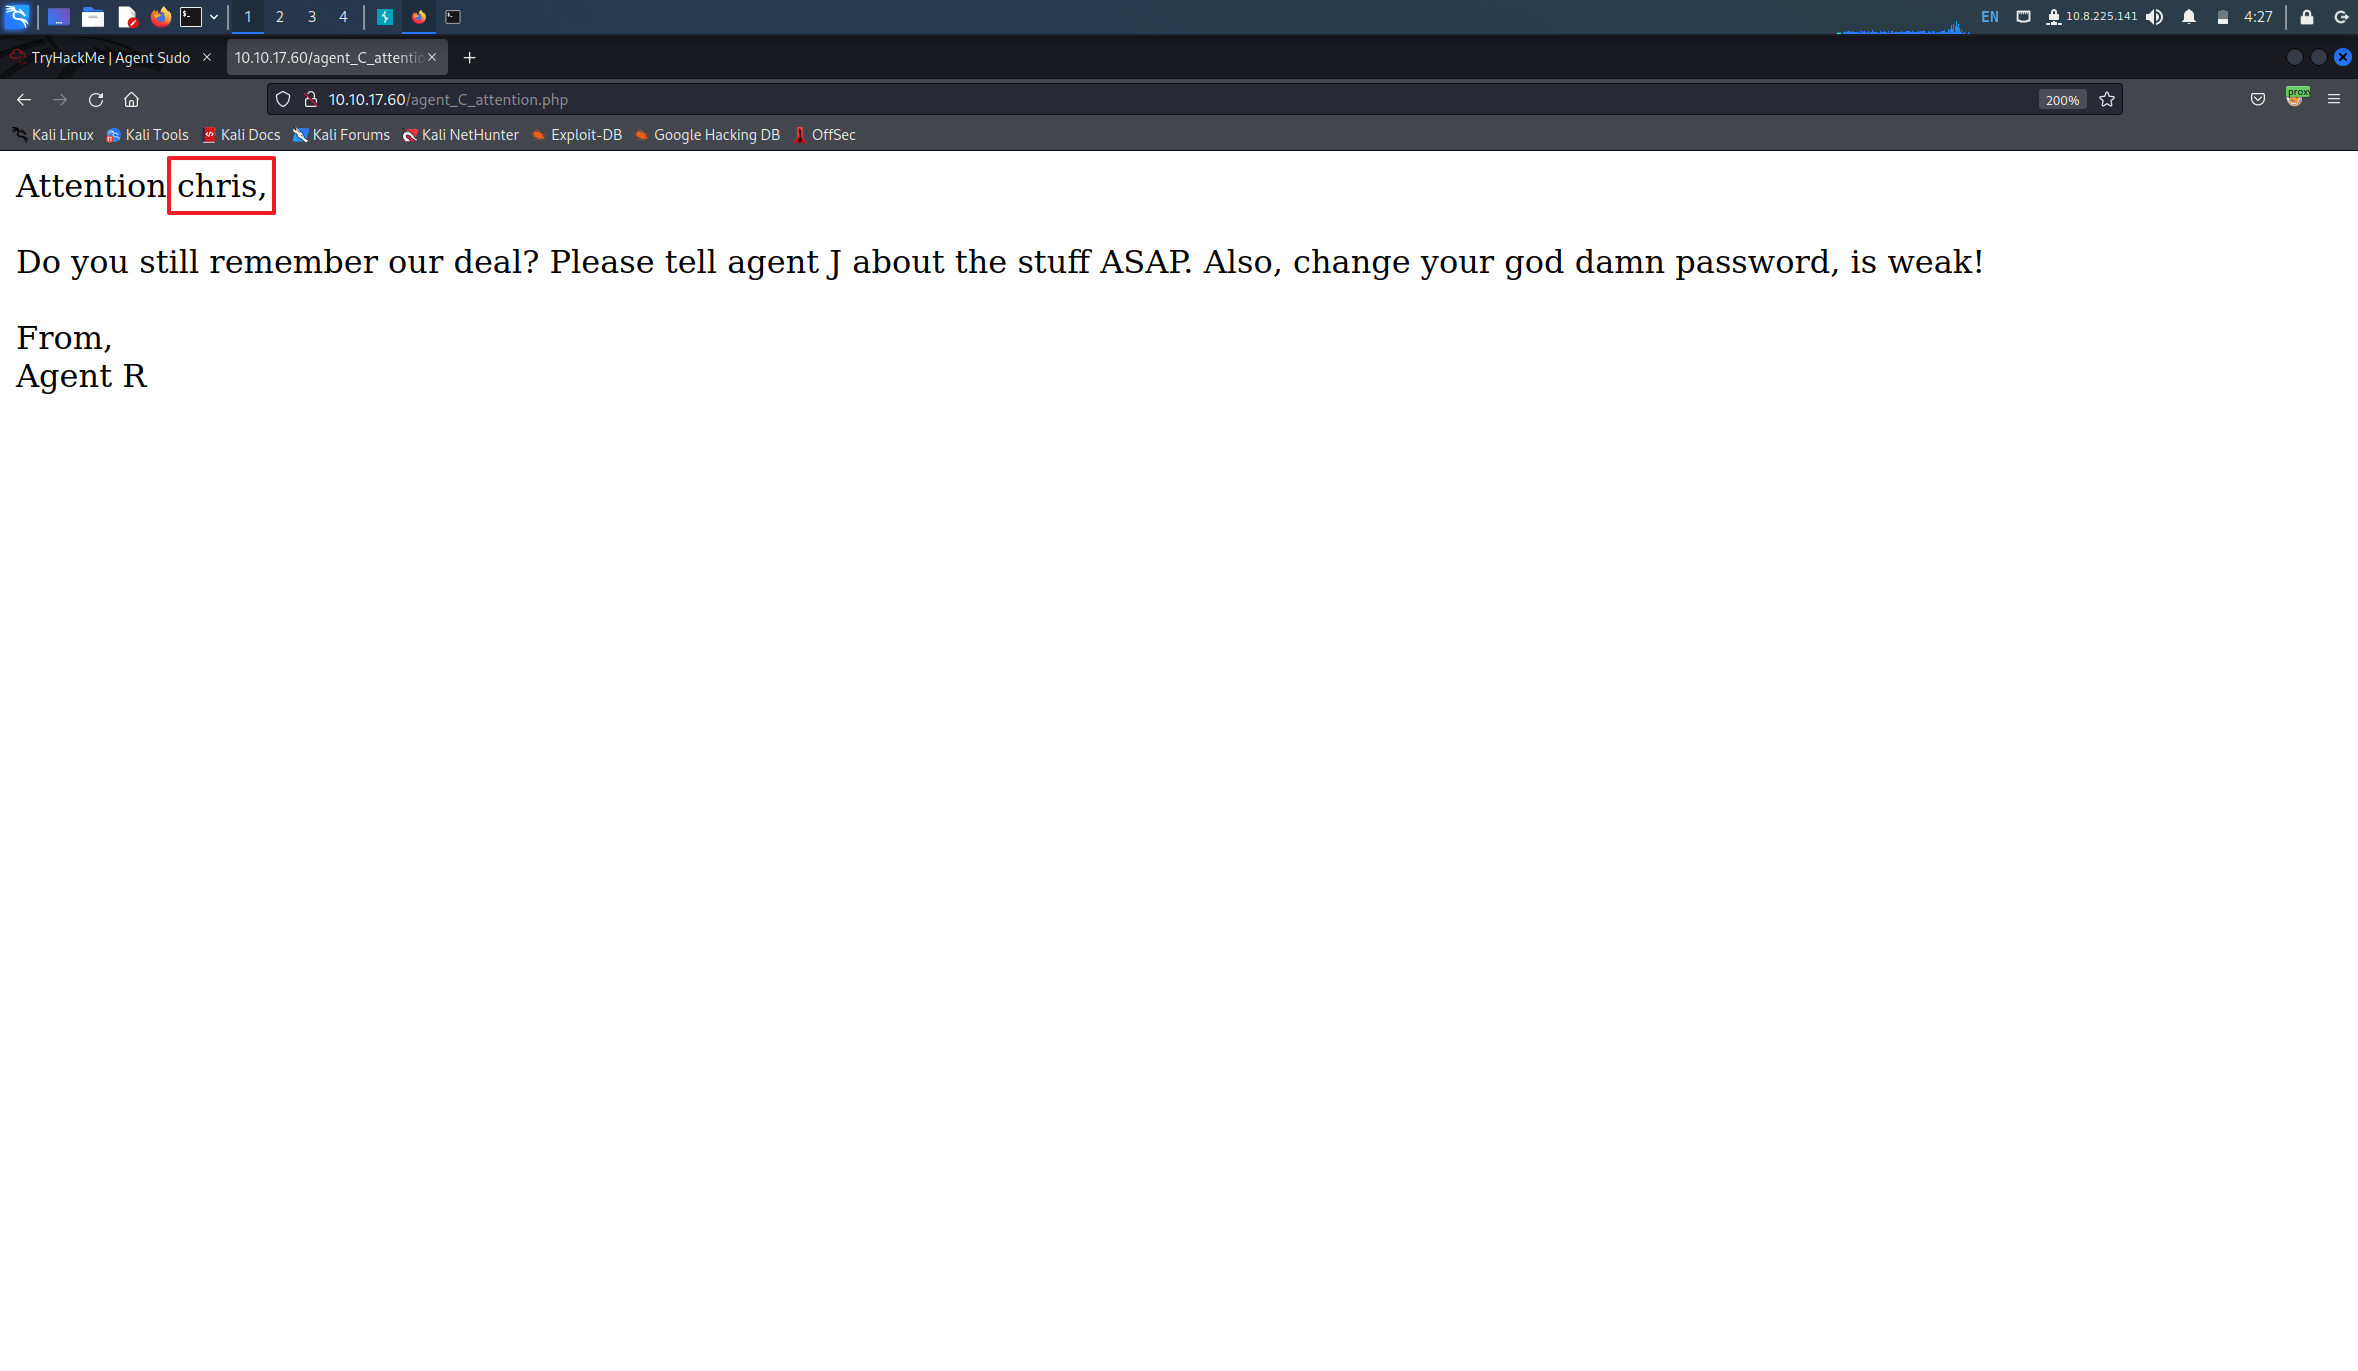 1 2 3 4 EN 10.8.225.141 4:27
TryHackMe | Agent Sudo 10.10.17.60/agent_C_attentio
10.10.17.60/agent_C_attention.php 200% proxy
Kali Linux Kali Tools Kali Docs Kali Forums Kali NetHunter Exploit-DB Google Hacking DB OffSec
Attention chris,
Do you still remember our deal? Please tell agent J about the stuff ASAP. Also, change your god damn password, is weak!
From,
Agent R